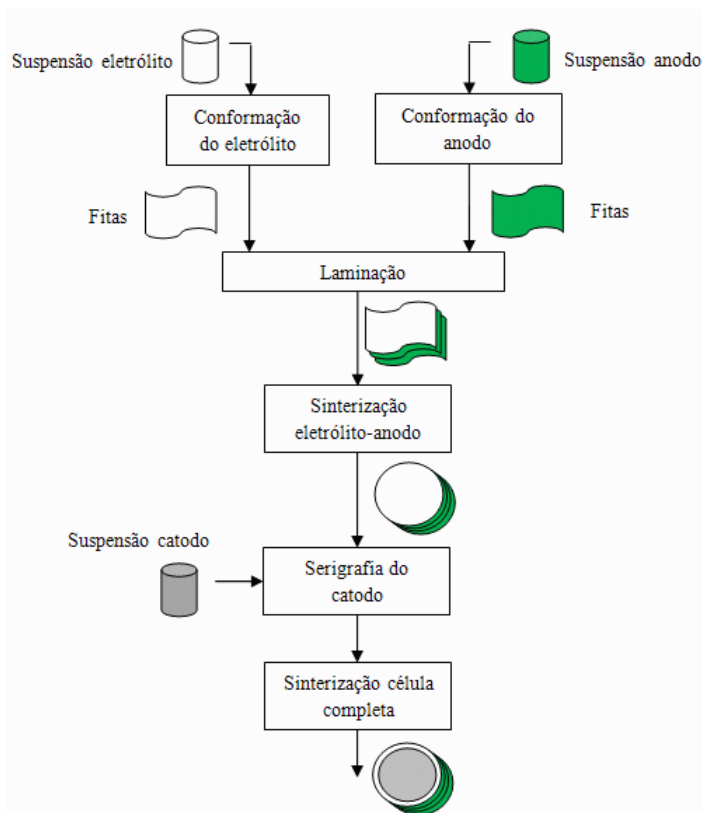 Suspensão eletrólito
Suspensão anodo
Conformação
do eletrólito
Conformação do
anodo
Fitas
Fitas
Laminação
Sinterização
eletrólito-anodo
Suspensão catodo
Serigrafia do
catodo
Sinterização célula
completa